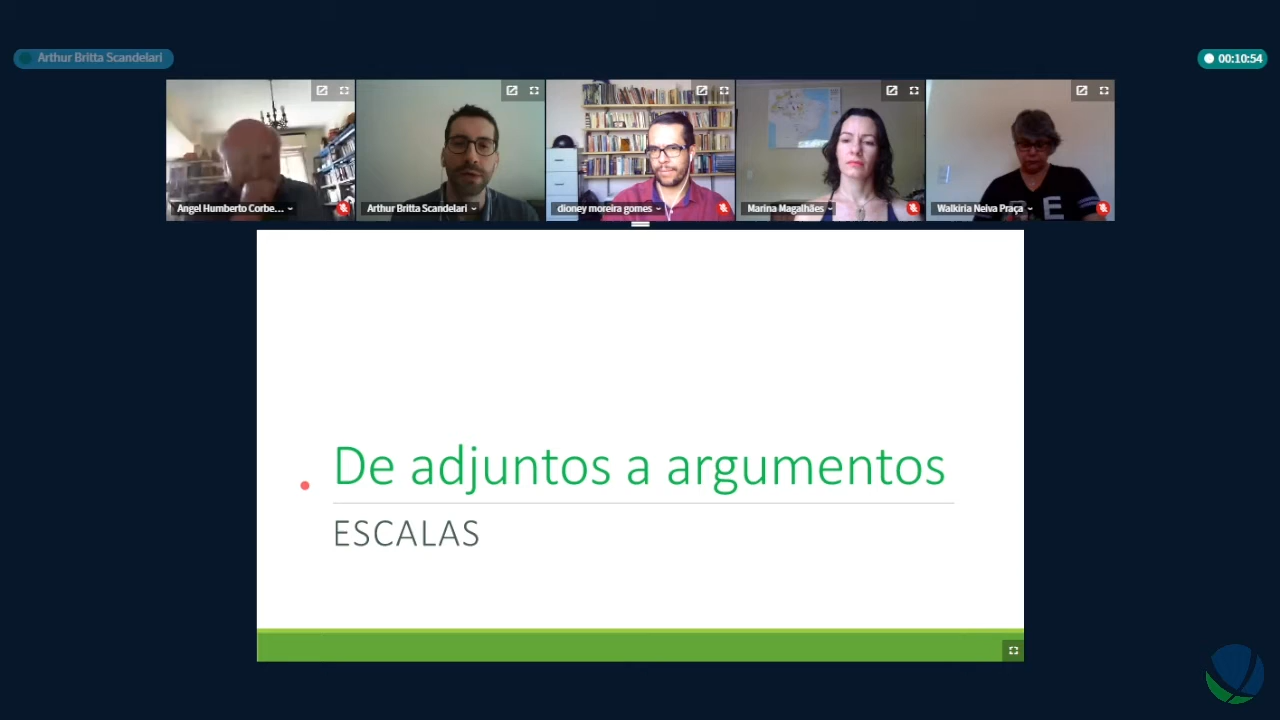 Arthur Britta Scandelari
00:10:54
Angel Humberto Corbe...
Arthur Britta Scandelari
dioney moreira gomes
Marina Magalhães
Walkiria Neiva Praça
De adjuntos a argumentos
ESCALAS